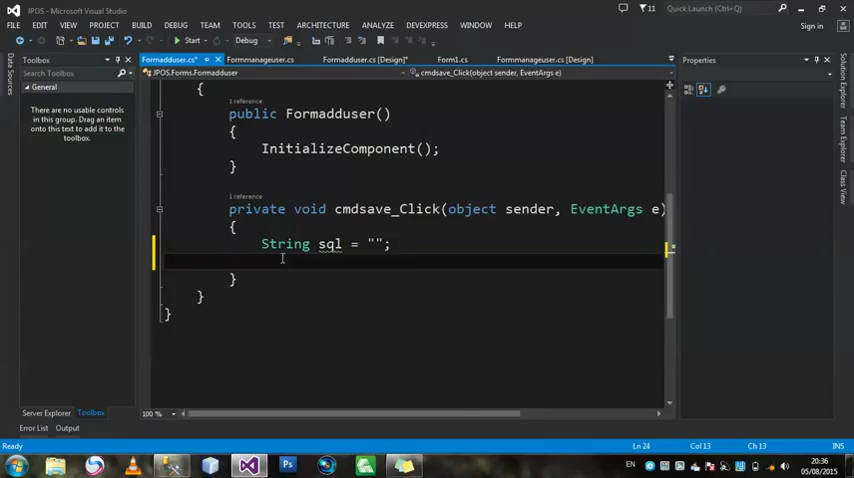 IPOS - Microsoft Visual Studio
11
Quick Launch (Ctrl+Q)
FILE EDIT VIEW PROJECT BUILD DEBUG TEAM TOOLS TEST ARCHITECTURE ANALYZE DEVEXPRESS WINDOW HELP
Sign in
Start
Debug
Data Sources
Toolbox
Formadduser.cs*
Formmanageuser.cs
Formadduser.cs [Design]*
Form1.cs
Formmanageuser.cs [Design]
Properties
Solution Explorer
Team Explorer
Class View
Search Toolbox
IPOS.Forms.Formadduser
cmdsave_Click(object sender, EventArgs e)
General
There are no usable controls
in this group. Drag an item
onto this text to add it to the
toolbox.
{
1 reference
public Formadduser()
{
InitializeComponent();
}
1 reference
private void cmdsave_Click(object sender, EventArgs e)
{
String sql = "";
}
}
}
Server Explorer Toolbox
100 %
Error List Output
Ready
Ln 24
Col 13
Ch 13
INS
EN
20:36
05/08/2015
Ps